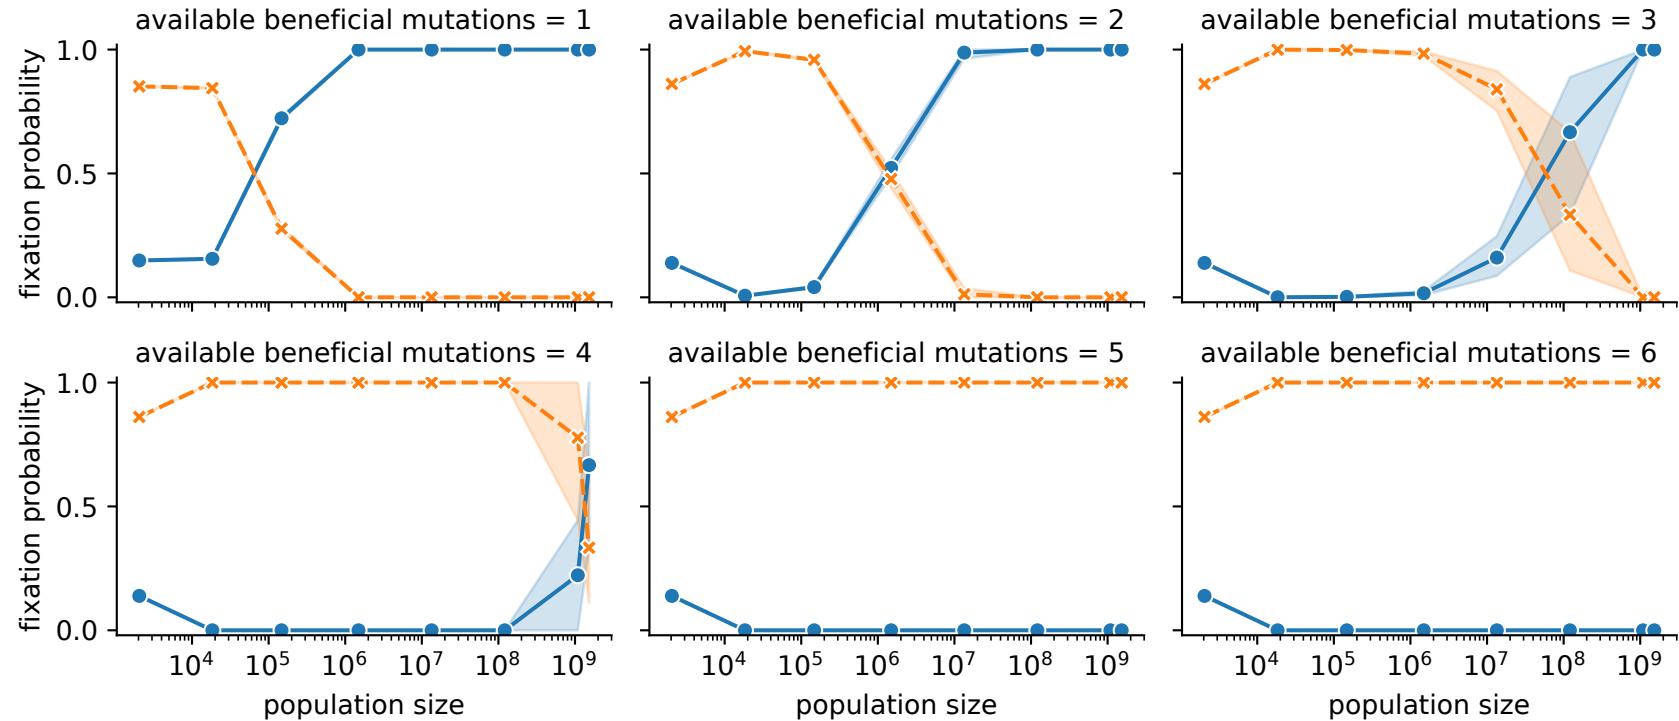 available beneficial mutations = 1
available beneficial mutations = 2
available beneficial mutations = 3
fixation probability
1.0
0.5
0.0
available beneficial mutations = 4
available beneficial mutations = 5
available beneficial mutations = 6
fixation probability
1.0
0.5
0.0
10⁴ 10⁵ 10⁶ 10⁷ 10⁸ 10⁹
10⁴ 10⁵ 10⁶ 10⁷ 10⁸ 10⁹
10⁴ 10⁵ 10⁶ 10⁷ 10⁸ 10⁹
population size
population size
population size